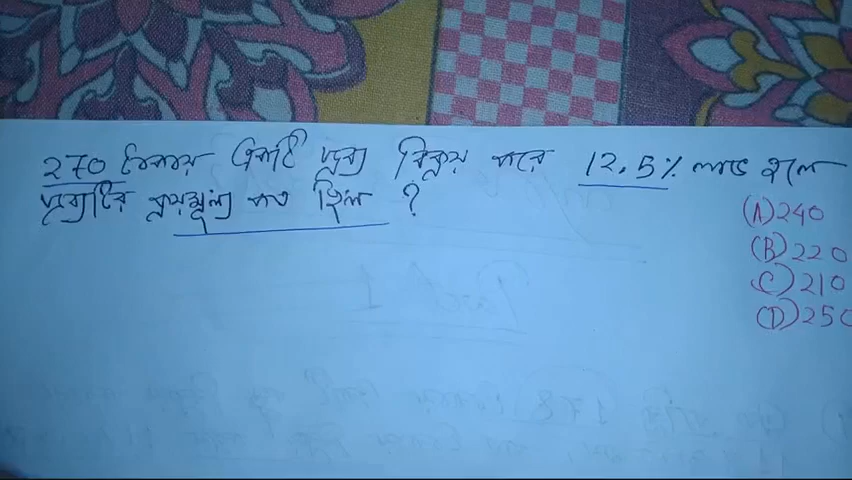 270 টাকায় একটি দ্রব্য বিক্রয় করে 12.5% লাভ হলে
দ্রব্যটির ক্রয়মূল্য কত ছিল ?
(A) 240
(B) 220
(C) 210
(D) 250